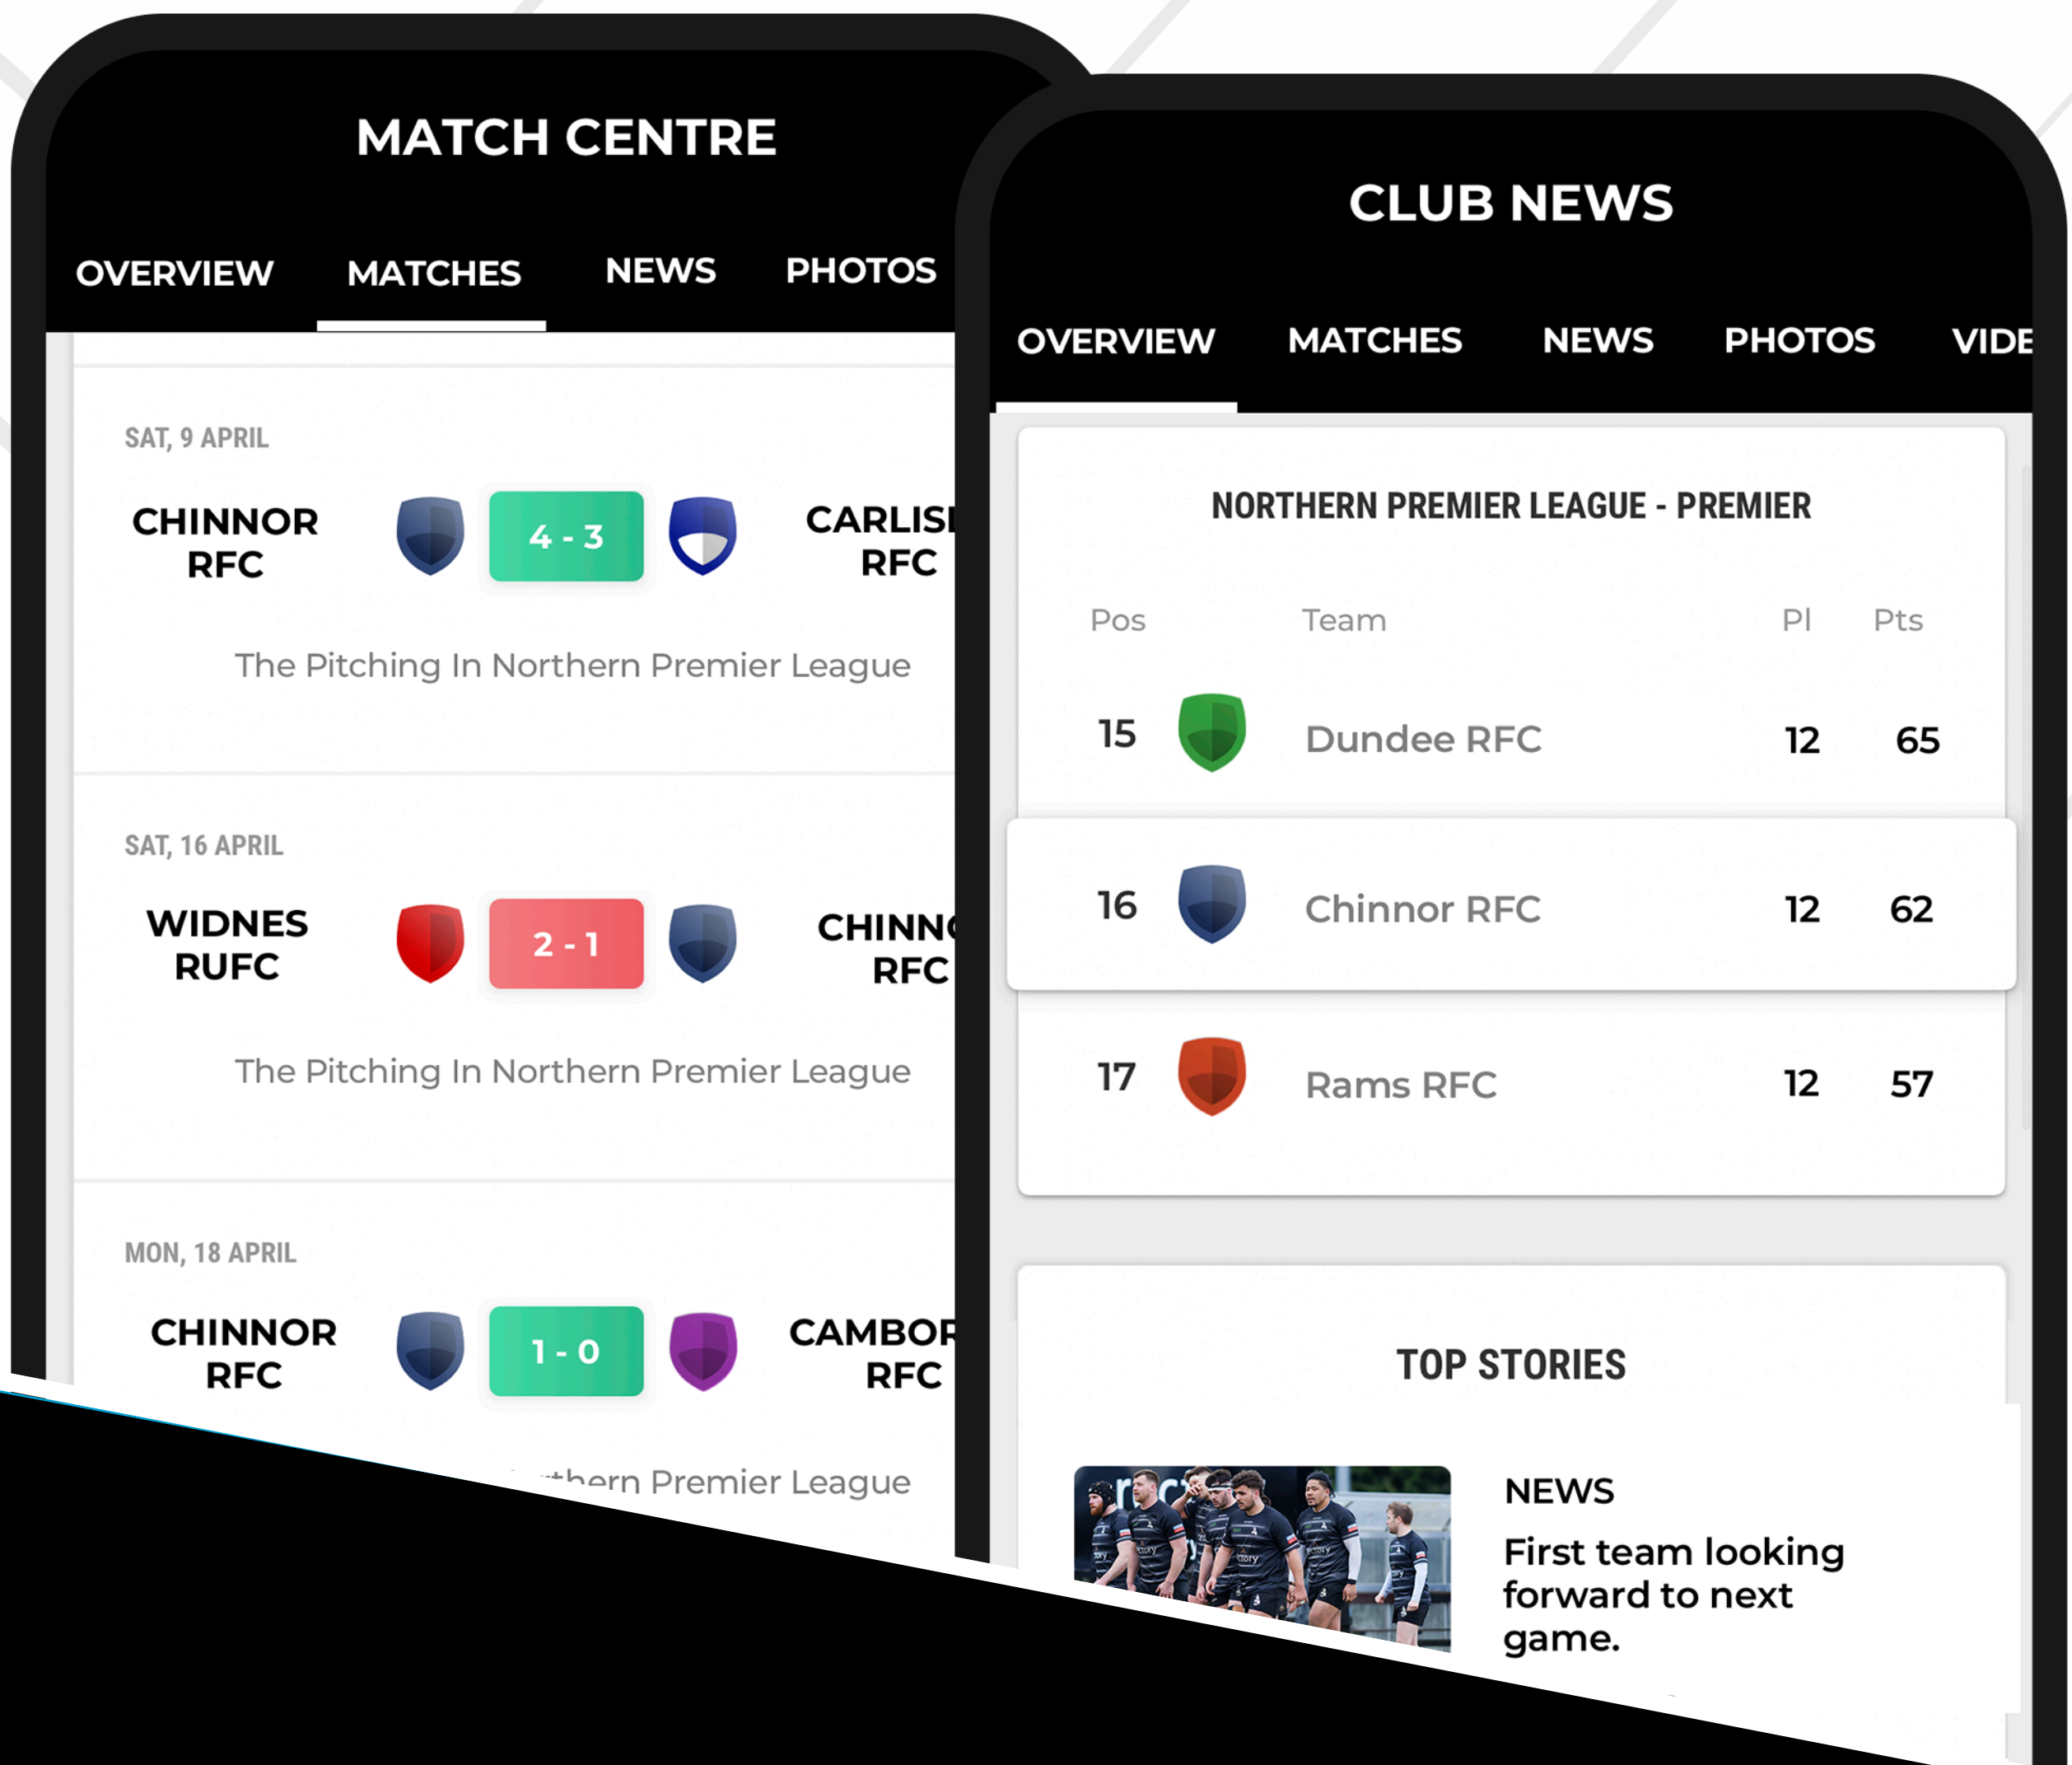 MATCH CENTRE
OVERVIEW MATCHES NEWS PHOTOS
SAT, 9 APRIL
CHINNOR
RFC
4 - 3
RFC
The Pitching In Northern Premier League
SAT, 16 APRIL
WIDNES
RUFC
2 - 1
RFC
The Pitching In Northern Premier League
MON, 18 APRIL
CHINNOR
RFC
1 - 0
RFC
Premier League
CLUB NEWS
OVERVIEW MATCHES NEWS PHOTOS
NORTHERN PREMIER LEAGUE - PREMIER
Pos Team Pl Pts
15 Dundee RFC 12 65
16 Chinnor RFC 12 62
17 Rams RFC 12 57
TOP STORIES
NEWS
First team looking
forward to next
game.